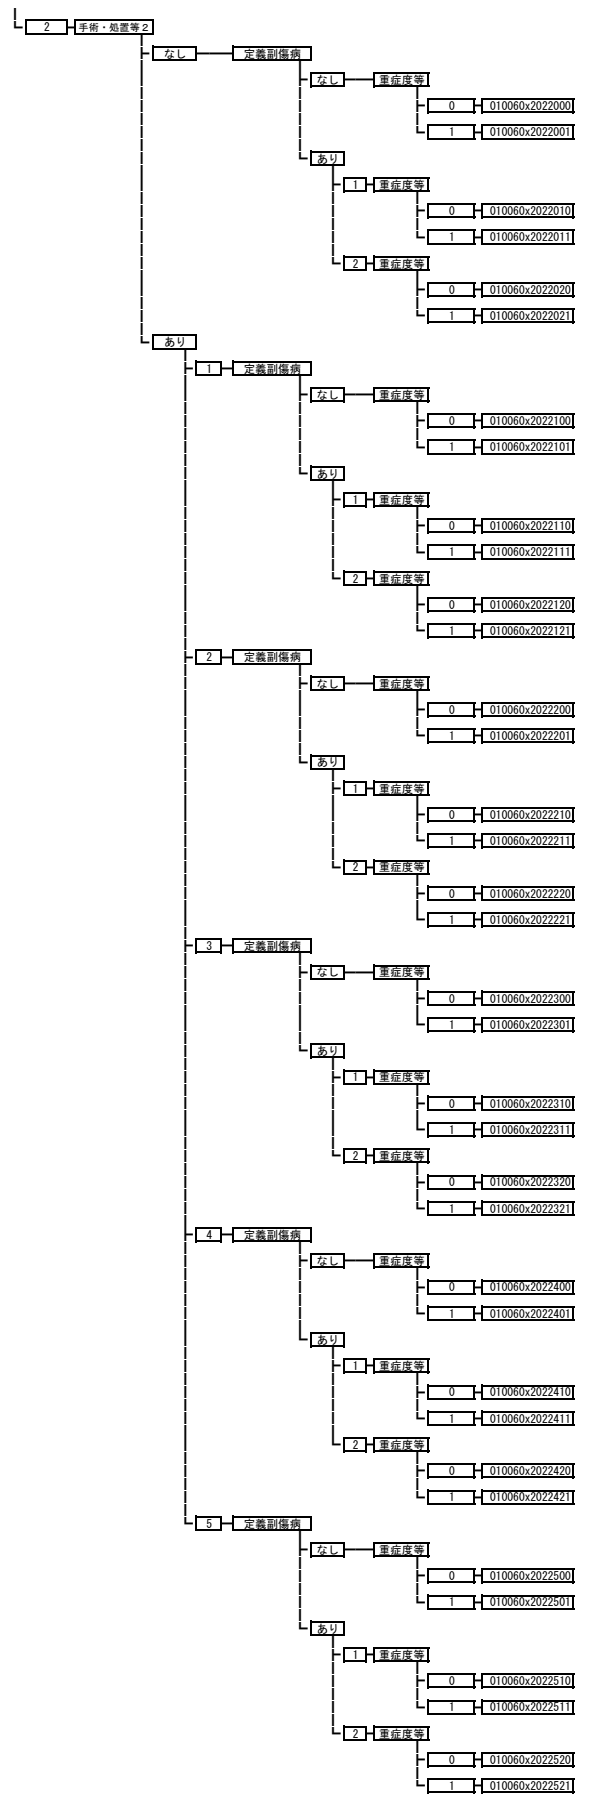 2 手術・処置等２
なし 定義副傷病
なし 重症度等
0 010060x2022000
1 010060x2022001
あり
1 重症度等
0 010060x2022010
1 010060x2022011
2 重症度等
0 010060x2022020
1 010060x2022021
あり
1 定義副傷病
なし 重症度等
0 010060x2022100
1 010060x2022101
あり
1 重症度等
0 010060x2022110
1 010060x2022111
2 重症度等
0 010060x2022120
1 010060x2022121
2 定義副傷病
なし 重症度等
0 010060x2022200
1 010060x2022201
あり
1 重症度等
0 010060x2022210
1 010060x2022211
2 重症度等
0 010060x2022220
1 010060x2022221
3 定義副傷病
なし 重症度等
0 010060x2022300
1 010060x2022301
あり
1 重症度等
0 010060x2022310
1 010060x2022311
2 重症度等
0 010060x2022320
1 010060x2022321
4 定義副傷病
なし 重症度等
0 010060x2022400
1 010060x2022401
あり
1 重症度等
0 010060x2022410
1 010060x2022411
2 重症度等
0 010060x2022420
1 010060x2022421
5 定義副傷病
なし 重症度等
0 010060x2022500
1 010060x2022501
あり
1 重症度等
0 010060x2022510
1 010060x2022511
2 重症度等
0 010060x2022520
1 010060x2022521